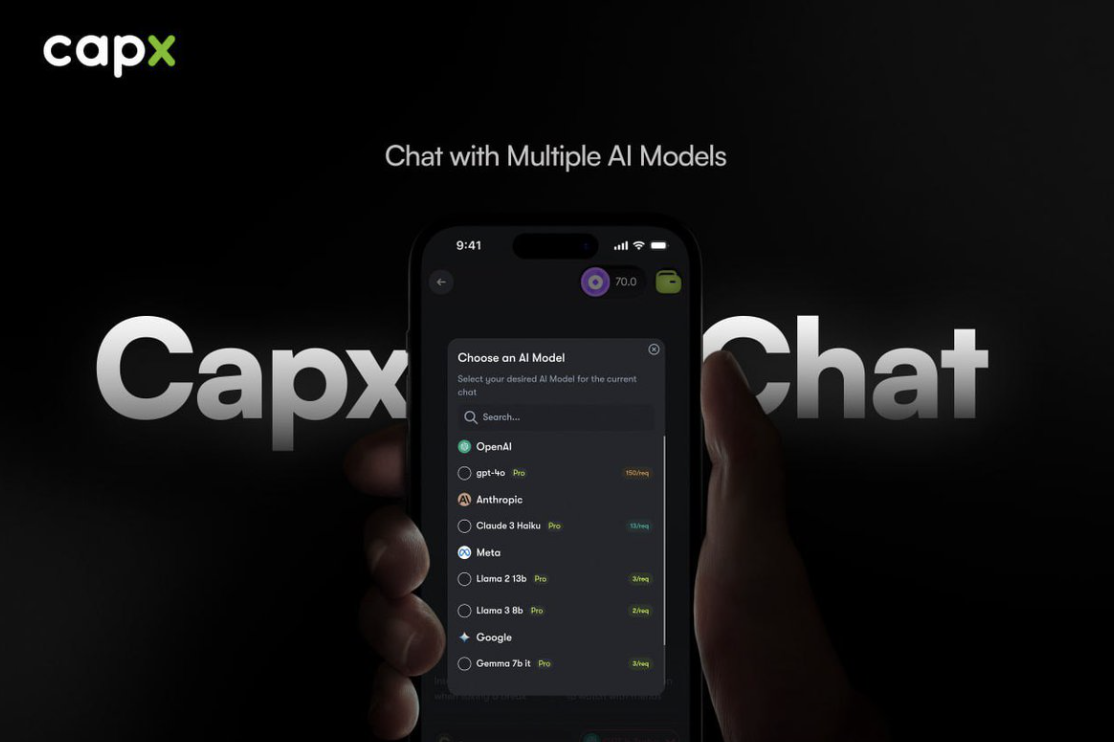 capx
Chat with Multiple AI Models
9:41
70.0
Capx Chat
Choose an AI Model
Select your desired AI Model for the current
chat
Search...
OpenAI
gpt-4o Pro 150/req
Anthropic
Claude 3 Haiku Pro 15/req
Meta
Llama 2 13b Pro 3/req
Llama 3 8b Pro 2/req
Google
Gemma 7b it Pro 3/req